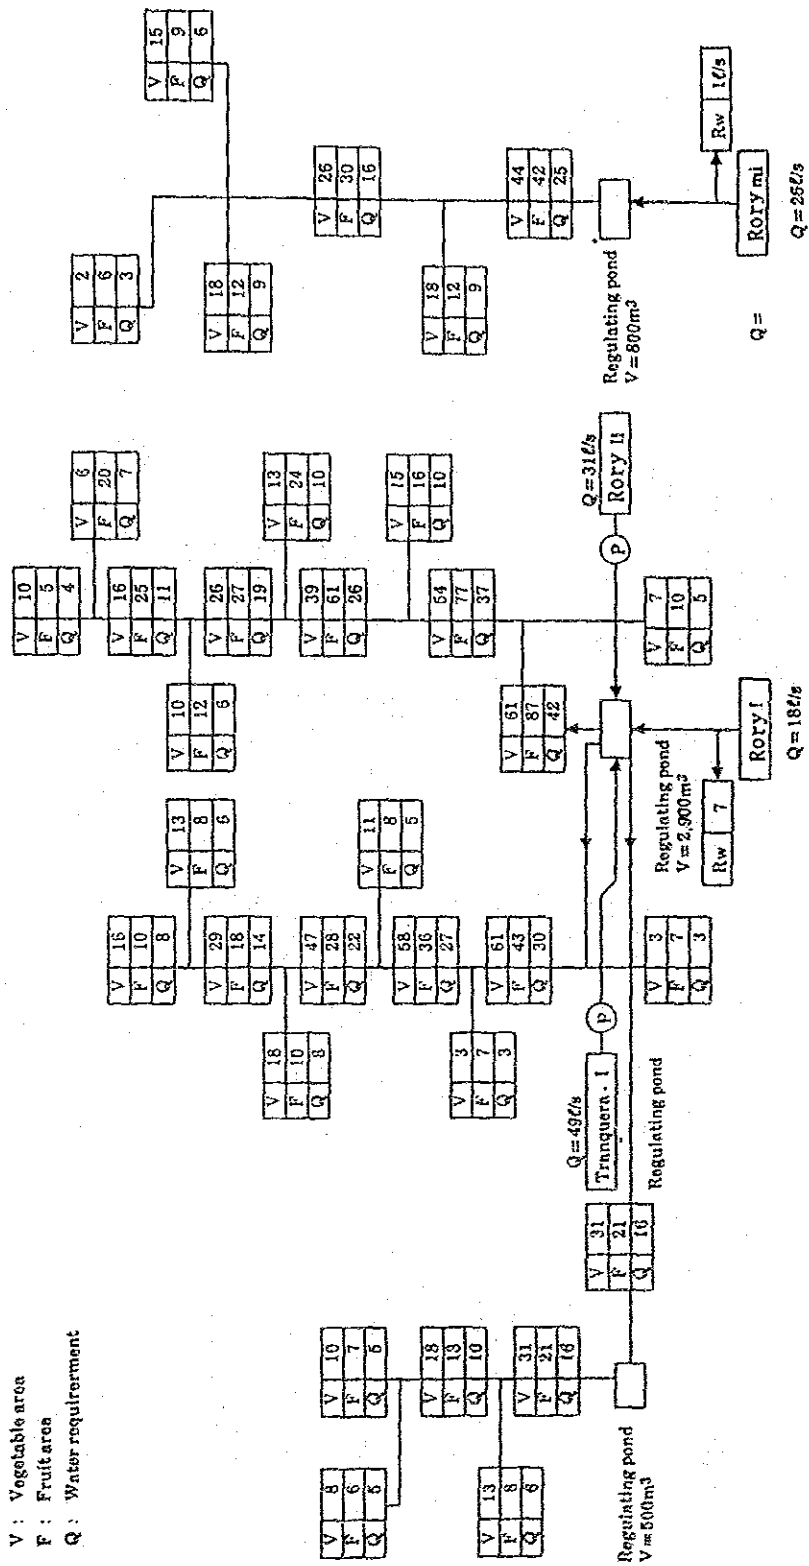 V : Vegetable area
F : Fruit area
Q : Water requirement
V 8
F 6
Q 5
V 10
F 7
Q 5
V 18
F 13
Q 10
V 13
F 8
Q 6
V 31
F 21
Q 16
Regulating pond
V=500m³
V 31
F 21
Q 16
Regulating pond
V 16
F 10
Q 8
V 13
F 8
Q 6
V 29
F 18
Q 14
V 18
F 10
Q 8
V 47
F 28
Q 22
V 11
F 8
Q 5
V 58
F 36
Q 27
V 3
F 7
Q 3
V 61
F 43
Q 30
V 3
F 7
Q 3
Q=49ℓ/s
Tranquera - I
P
V 10
F 5
Q 4
V 6
F 20
Q 7
V 16
F 25
Q 11
V 10
F 12
Q 6
V 26
F 27
Q 19
V 13
F 24
Q 10
V 39
F 61
Q 26
V 15
F 16
Q 10
V 54
F 77
Q 37
V 61
F 87
Q 42
V 7
F 10
Q 5
Q=31ℓ/s
Rory II
P
Regulating pond
V=2,900m³
Rw 7
Rory I
Q=18ℓ/s
V 2
F 6
Q 3
V 15
F 9
Q 6
V 18
F 12
Q 9
V 26
F 30
Q 16
V 18
F 12
Q 9
V 44
F 42
Q 25
Regulating pond
V=800m³
Rw 1ℓ/s
Rory mi
Q=26ℓ/s
Q=